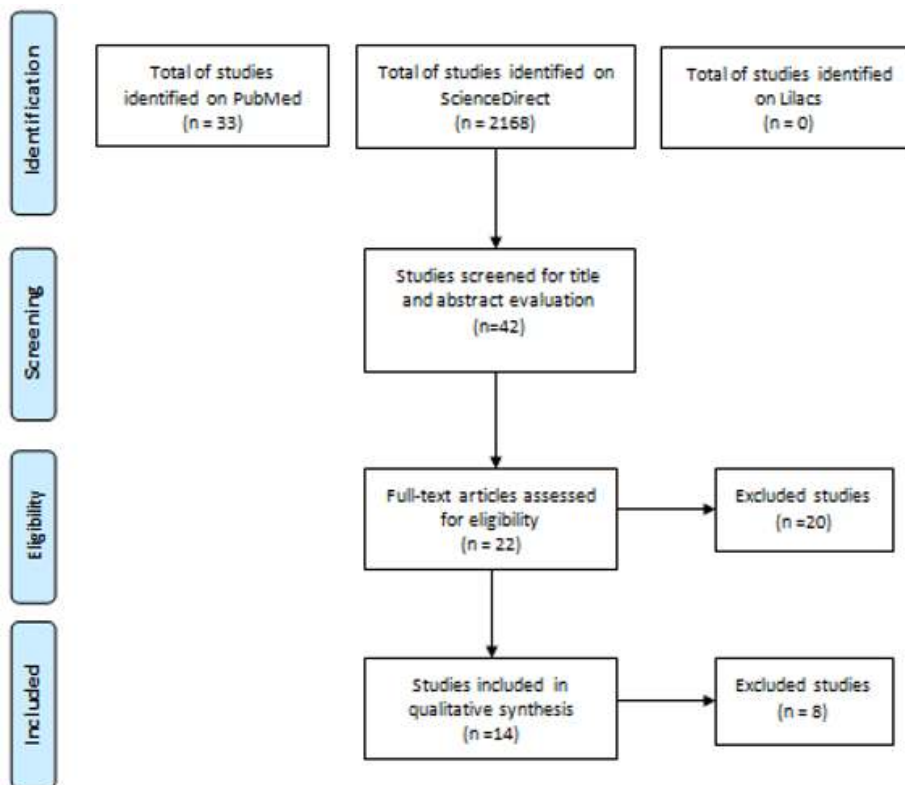 Identification
Total of studies
identified on PubMed
(n = 33)
Total of studies identified on
ScienceDirect
(n = 2168)
Total of studies identified
on Lilacs
(n = 0)
Screening
Studies screened for title
and abstract evaluation
(n=42)
Eligibility
Full-text articles assessed
for eligibility
(n = 22)
Excluded studies
(n =20)
Included
Studies included in
qualitative synthesis
(n =14)
Excluded studies
(n = 8)